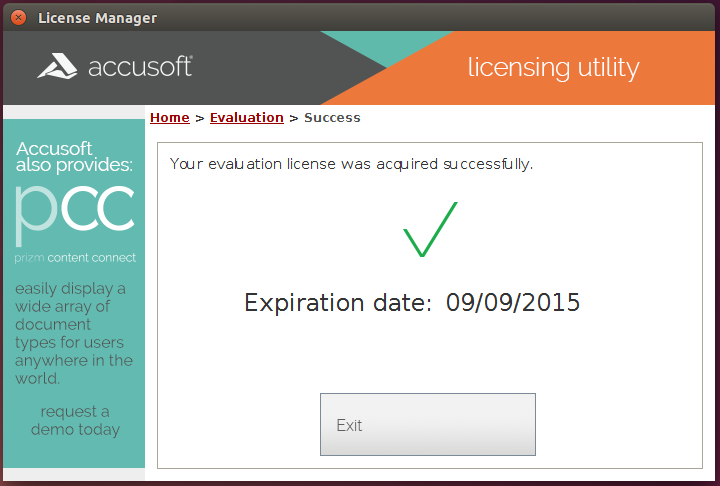 License Manager
accusoft®
licensing utility
Home > Evaluation > Success
Accusoft
also provides:
pcc
prizm content connect
easily display a
wide array of
document
types for users
anywhere in the
world.
request a
demo today
Your evaluation license was acquired successfully.
Expiration date: 09/09/2015
Exit